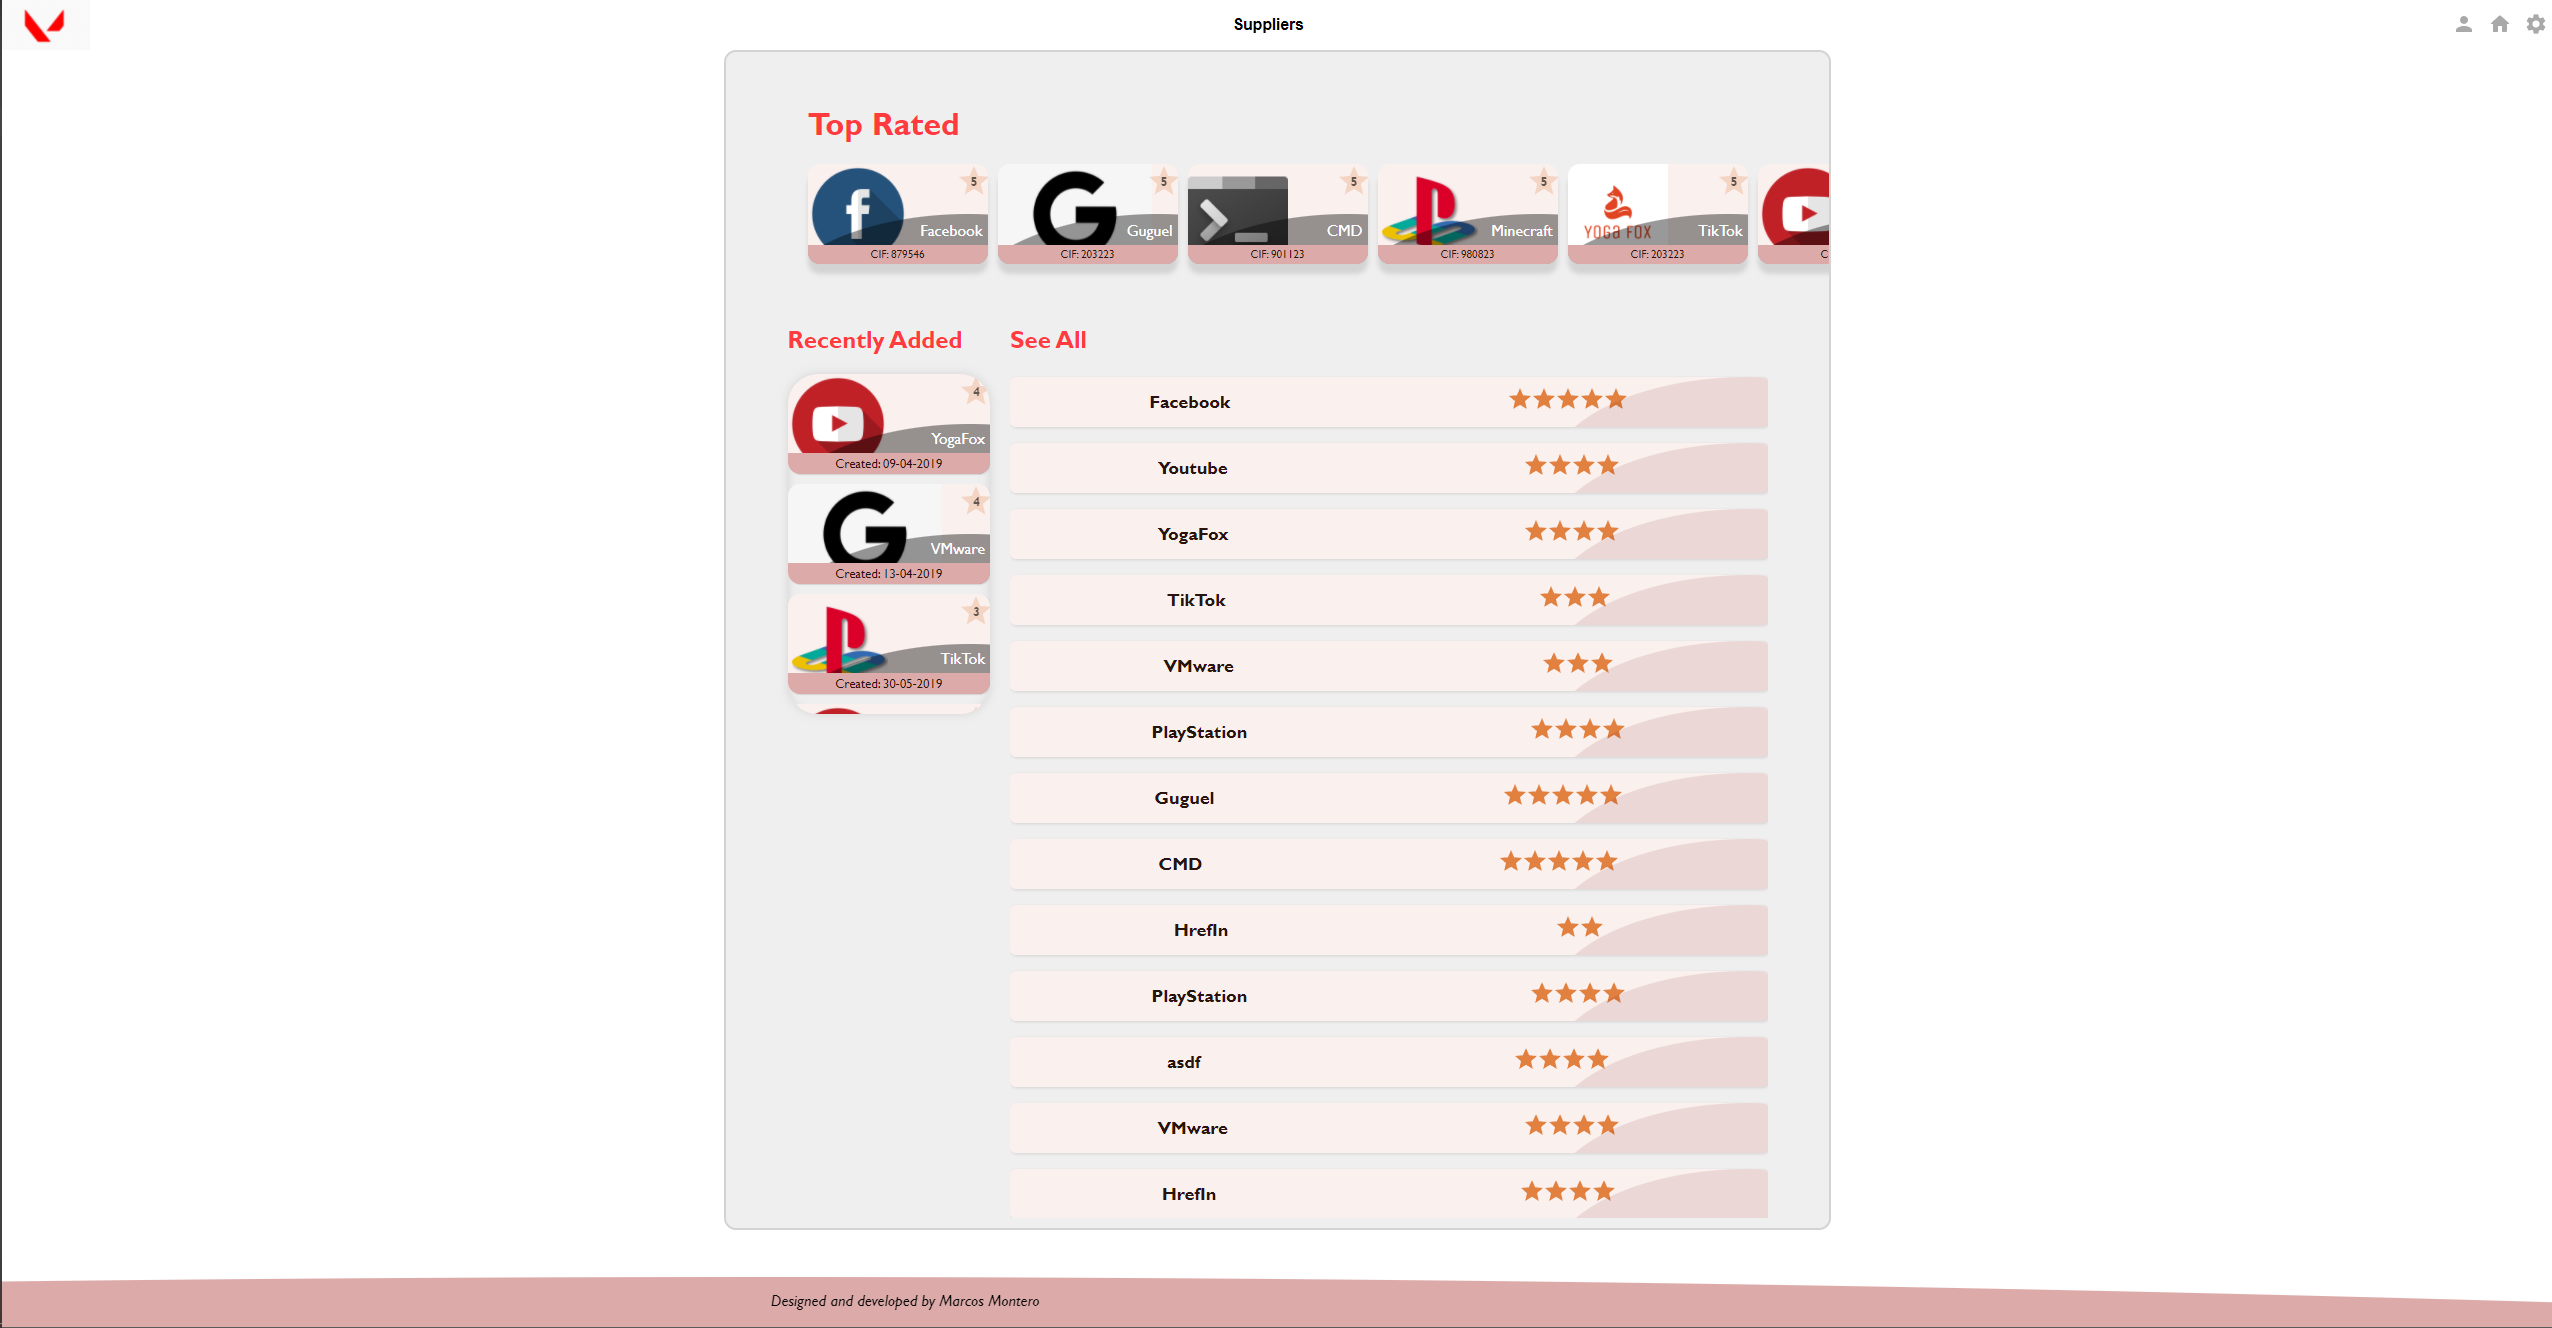 Suppliers
Top Rated
5
Facebook
CIF: 879546
5
Guguel
CIF: 203223
5
CMD
CIF: 901123
5
Minecraft
CIF: 980823
5
YOGA FOX
TikTok
CIF: 203223
C
Recently Added
4
YogaFox
Created: 09-04-2019
4
VMware
Created: 13-04-2019
3
TikTok
Created: 30-05-2019
See All
Facebook
Youtube
YogaFox
TikTok
VMware
PlayStation
Guguel
CMD
HrefIn
PlayStation
asdf
VMware
HrefIn
Designed and developed by Marcos Montero